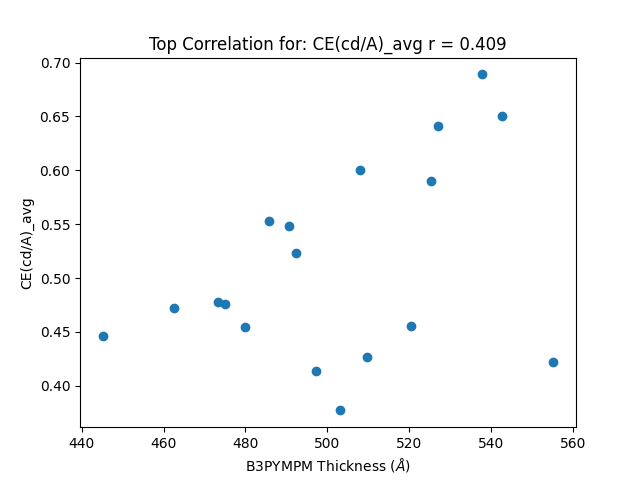 Top Correlation for: CE(cd/A)_avg r = 0.409
0.70
0.65
0.60
0.55
0.50
0.45
0.40
CE(cd/A)_avg
440 460 480 500 520 540 560
B3PYMPM Thickness (Å)